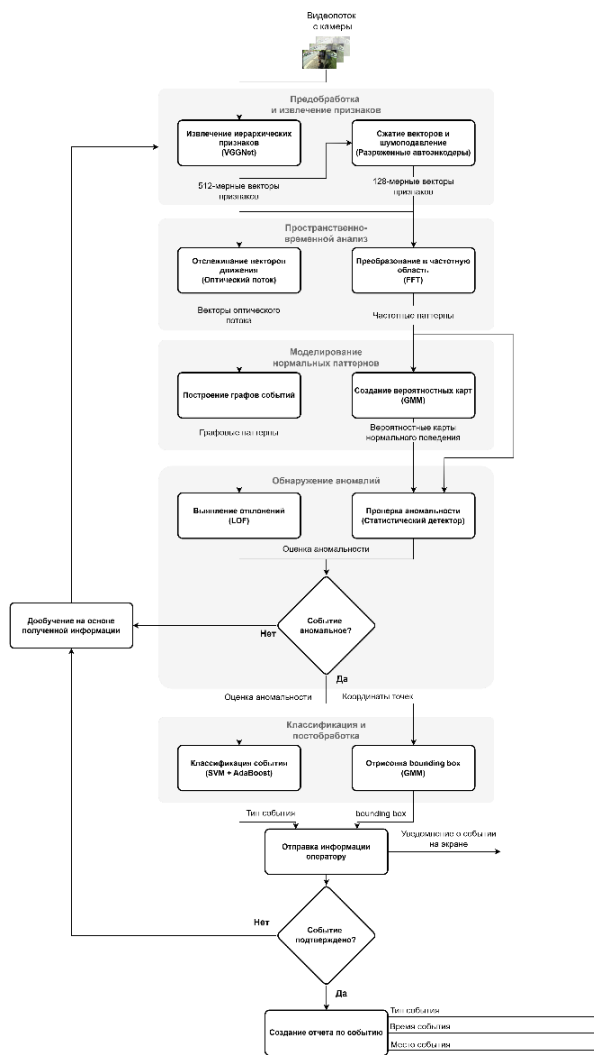 Видеопоток
с камеры
Предобработка
и извлечение признаков
Извлечение иерархических
признаков
(VGGNet)
Сжатие векторов и
шумоподавление
(Разреженные автоэнкодеры)
512-мерные векторы
признаков
128-мерные векторы
признаков
Пространственно-
временной анализ
Отслеживание векторов
движения
(Оптический поток)
Преобразование в частотную
область
(FFT)
Векторы оптического
потока
Частотные паттерны
Моделирование
нормальных паттернов
Построение графов событий
Создание вероятностных карт
(GMM)
Графовые паттерны
Вероятностные карты
нормального поведения
Обнаружение аномалий
Выявление отклонений
(LOF)
Проверка аномальности
(Статистический детектор)
Оценка аномальности
Событие
аномальное?
Дообучение на основе
полученной информации
Нет
Да
Оценка аномальности
Координаты точек
Классификация и
постобработка
Классификация события
(SVM + AdaBoost)
Отрисовка bounding box
(GMM)
Тип события
bounding box
Отправка информации
оператору
Уведомление о событии
на экране
Нет
Событие
подтверждено?
Да
Создание отчета по событию
Тип события
Время события
Место события